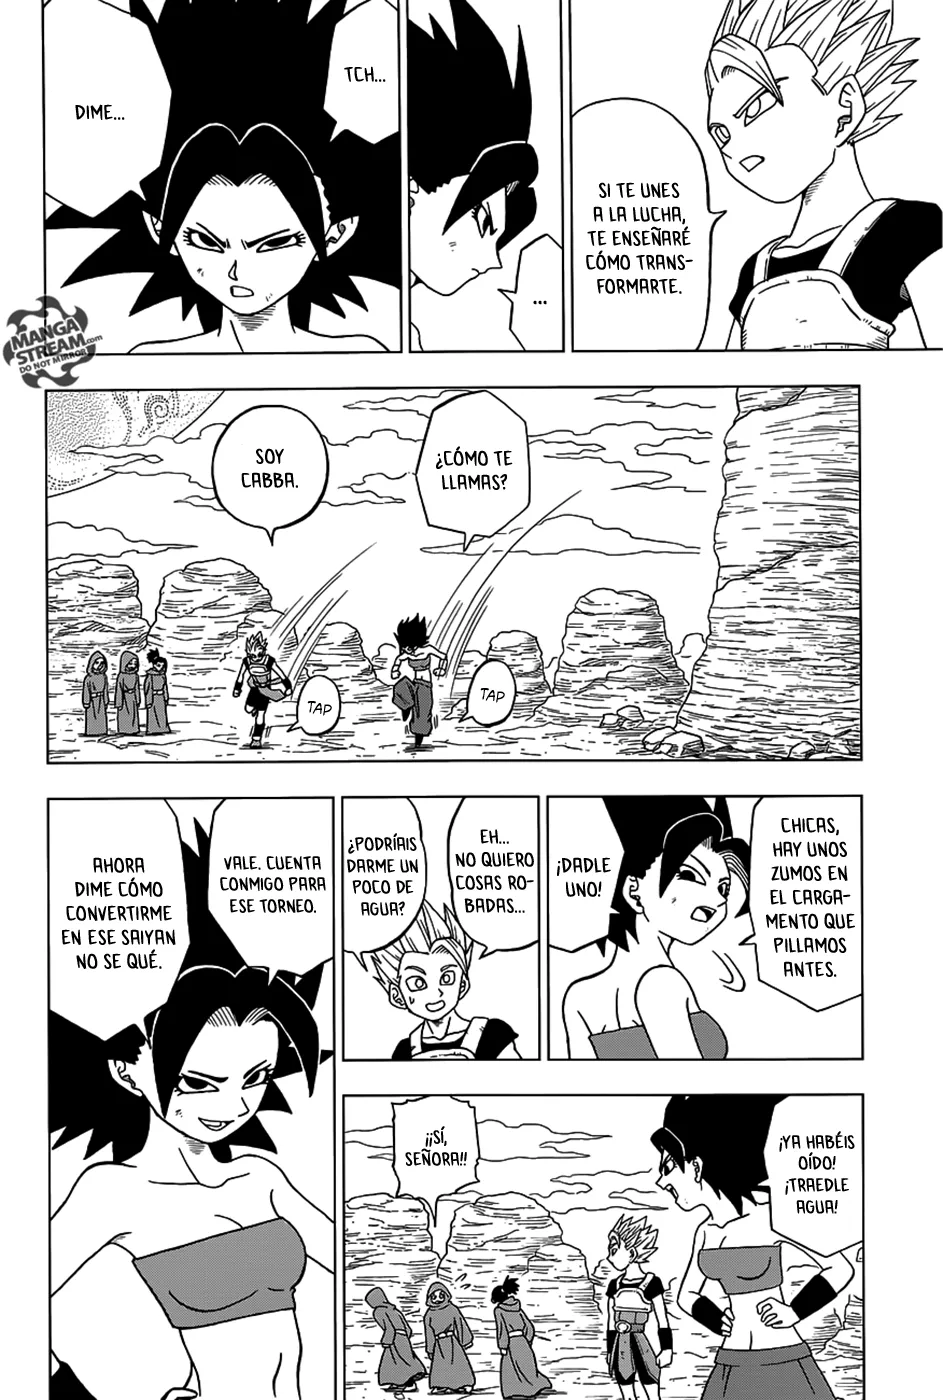 SI TE UNES
A LA LUCHA,
TE ENSEÑARÉ
CÓMO TRANS-
FORMARTE.
...
TCH...
DIME...
MANGA
STREAM.com
DO NOT MIRROR
¿CÓMO TE
LLAMAS?
SOY
CABBA.
TAP
TAP
CHICAS,
HAY UNOS
ZUMOS EN
EL CARGA-
MENTO QUE
PILLAMOS
ANTES.
¡DADLE
UNO!
EH...
NO QUIERO
COSAS RO-
BADAS...
¿PODRÍAIS
DARME UN
POCO DE
AGUA?
¡YA HABÉIS
OÍDO!
¡TRAEDLE
AGUA!
¡¡SÍ,
SEÑORA!!
VALE. CUENTA
CONMIGO PARA
ESE TORNEO.
AHORA
DIME CÓMO
CONVERTIRME
EN ESE SAIYAN
NO SE QUÉ.